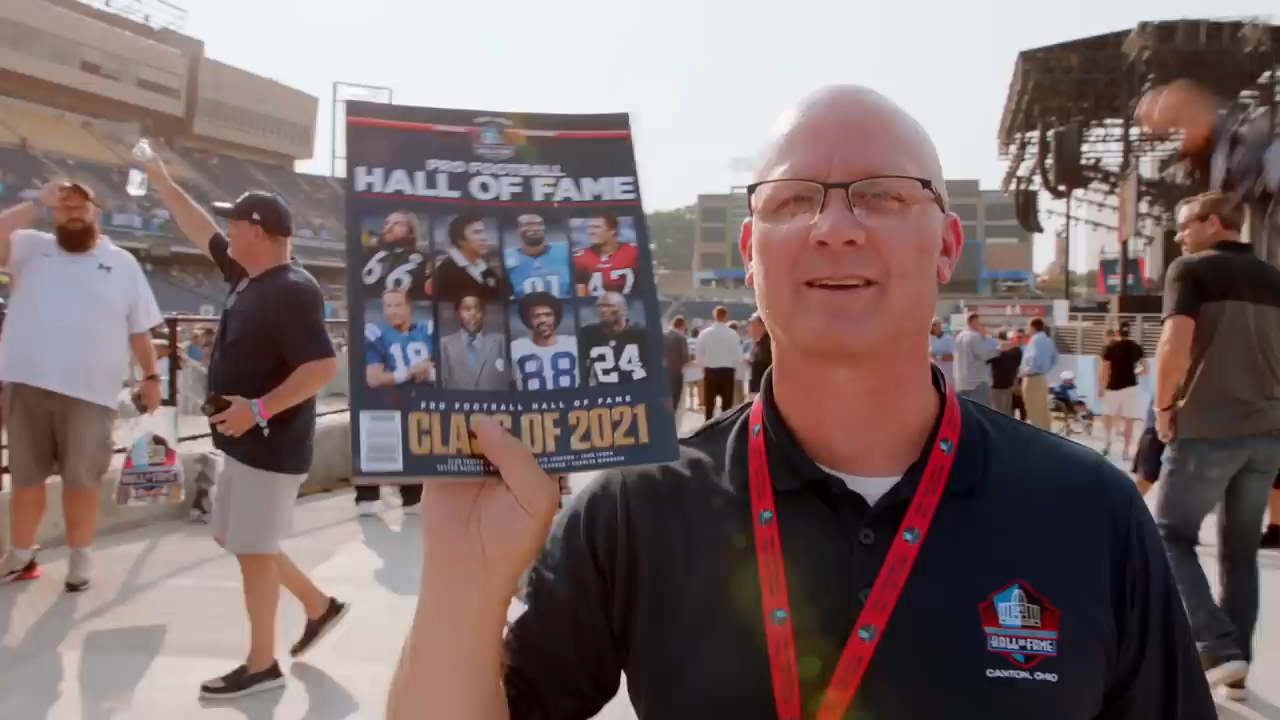 PRO FOOTBALL
HALL OF FAME
66
81
47
18
88
24
PRO FOOTBALL HALL OF FAME
CLASS OF 2021
HALL OF FAME
CANTON, OHIO